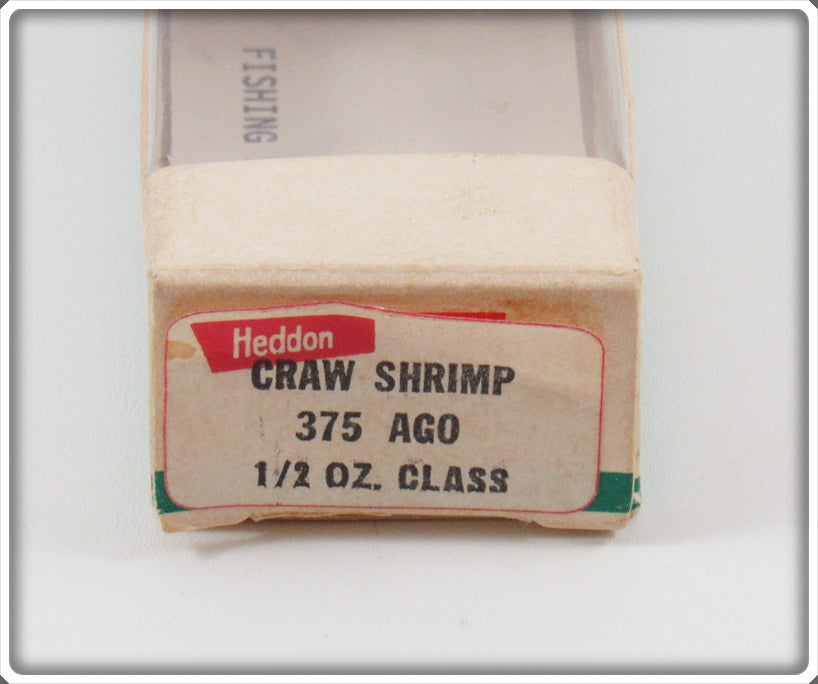 FISHING
Heddon
CRAW SHRIMP
375 AGO
1/2 OZ. CLASS